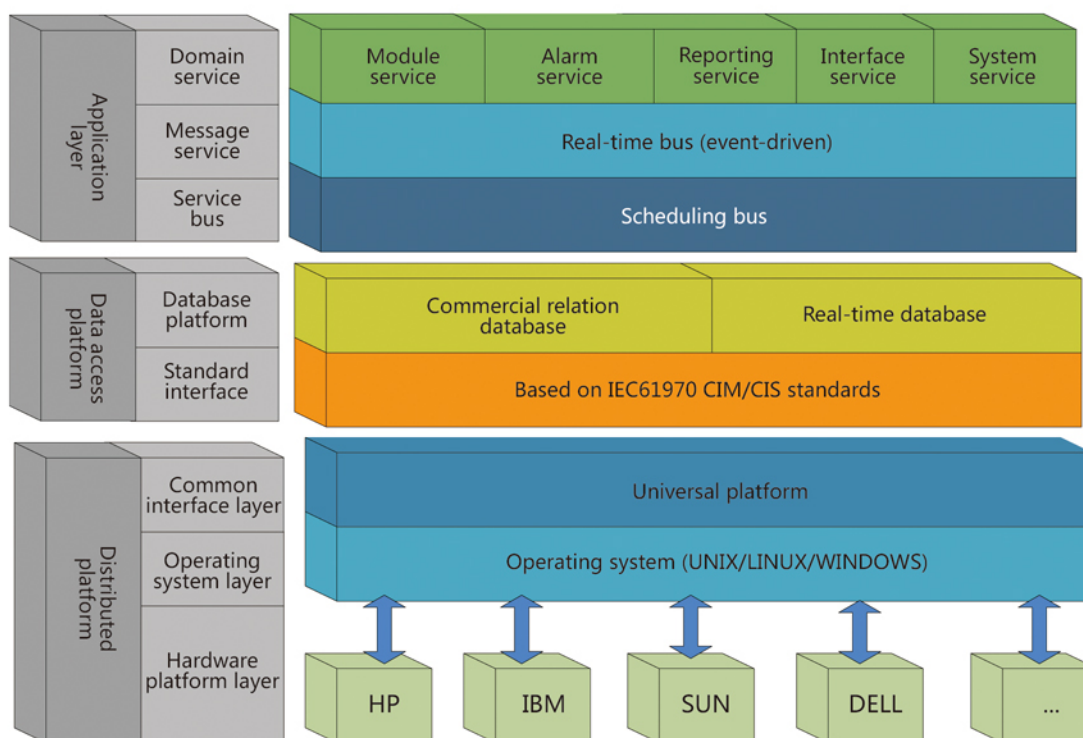 Application
layer
Domain
service
Message
service
Service
bus
Module
service
Alarm
service
Reporting
service
Interface
service
System
service
Real-time bus (event-driven)
Scheduling bus
Data access
platform
Database
platform
Standard
interface
Commercial relation
database
Real-time database
Based on IEC61970 CIM/CIS standards
Distributed
platform
Common
interface layer
Operating
system layer
Hardware
platform layer
Universal platform
Operating system (UNIX/LINUX/WINDOWS)
HP
IBM
SUN
DELL
...